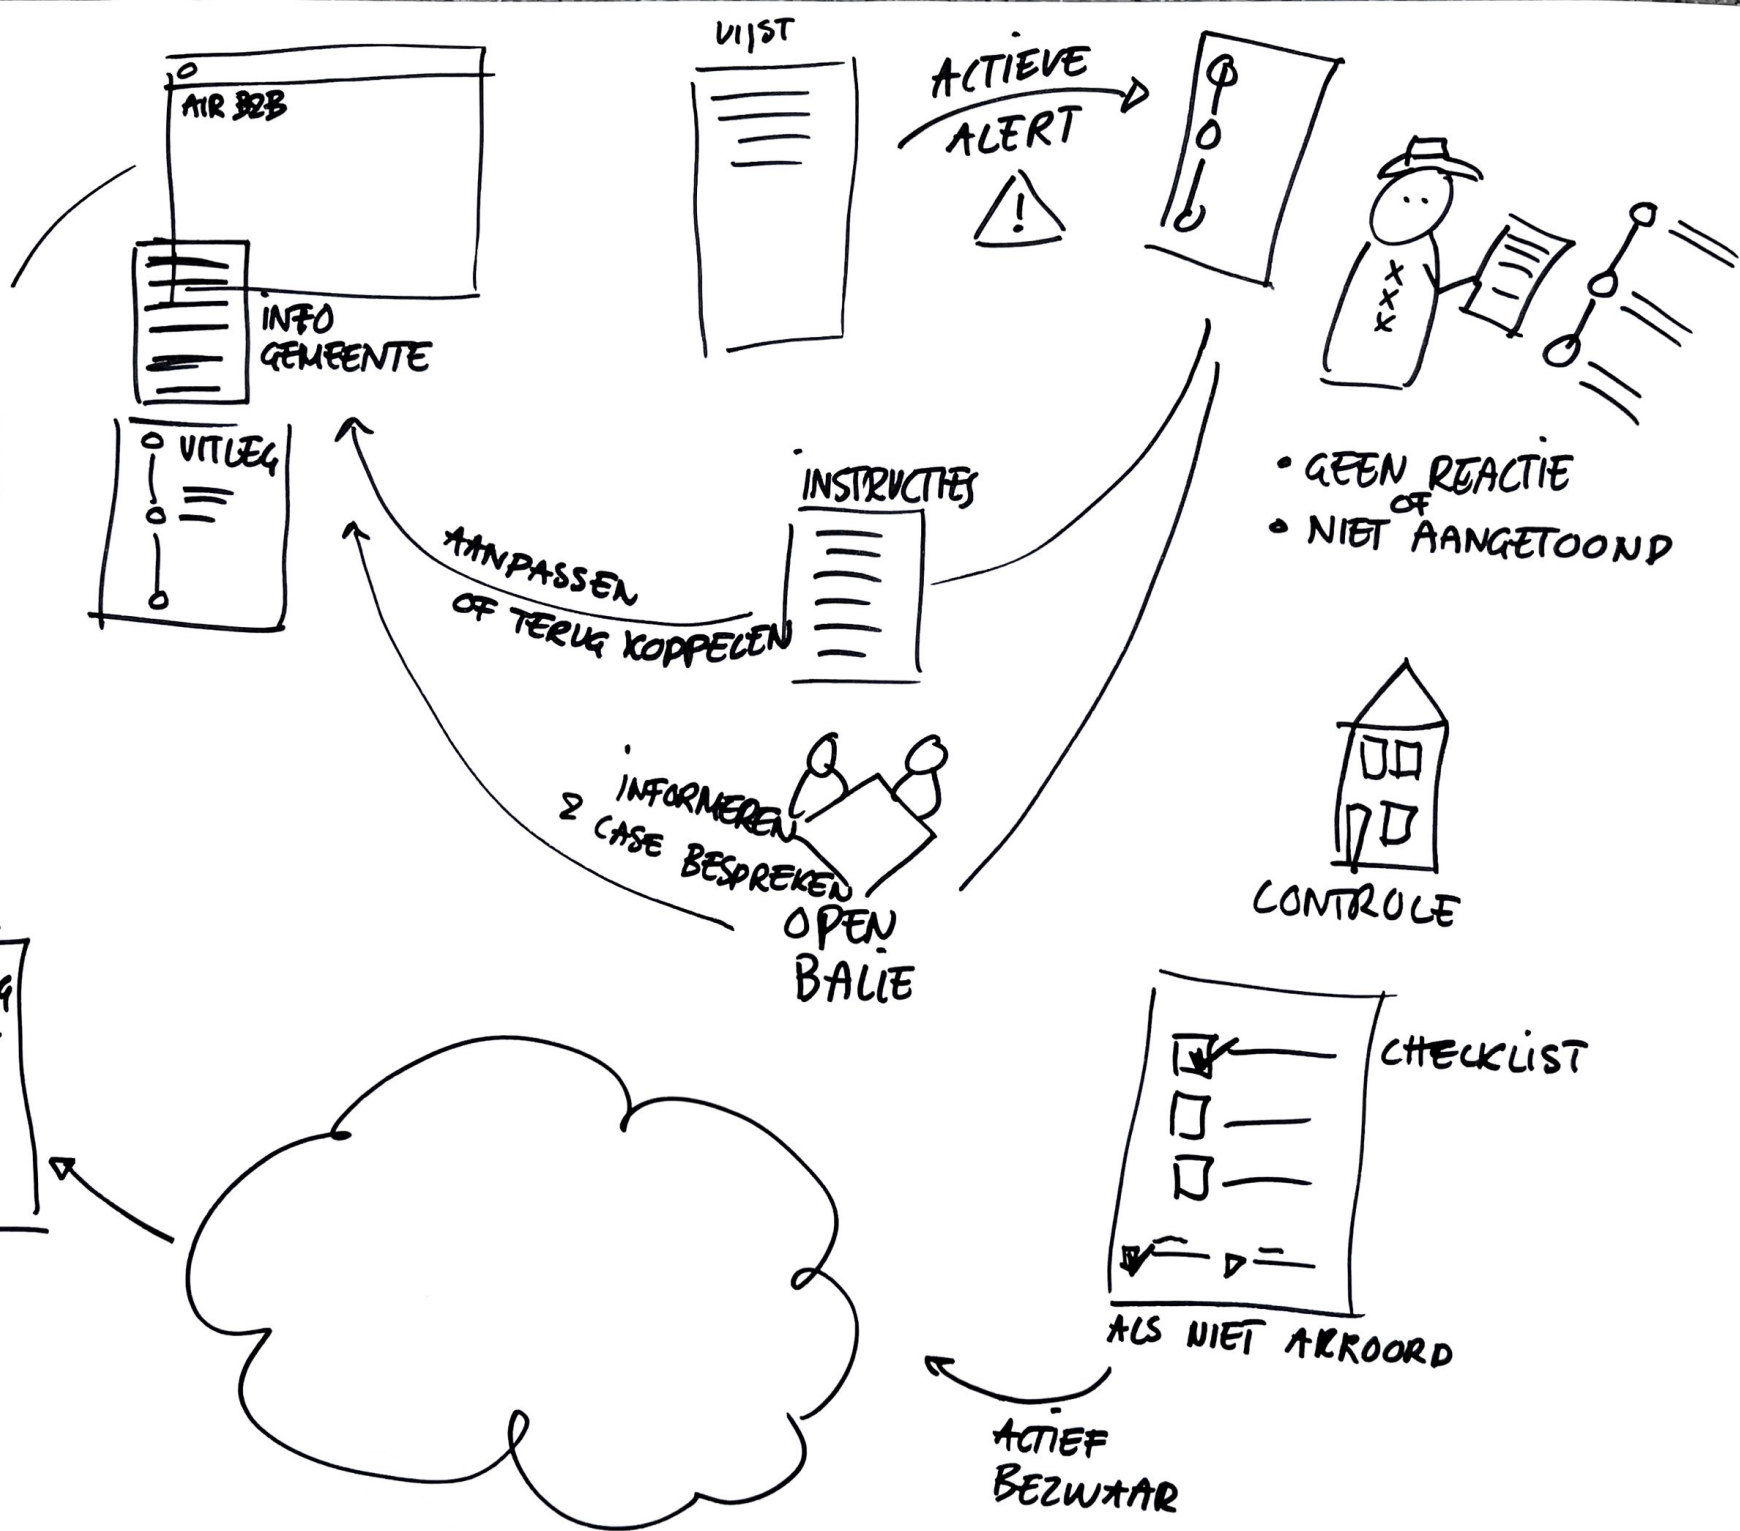 LIJST
AIR B2B
ACTIEVE
ALERT
!
INFO
GEMEENTE
UITLEG
INSTRUCTIES
AANPASSEN
OF TERUG KOPPELEN
• GEEN REACTIE
OF
• NIET AANGETOOND
INFORMEREN
& CASE BESPREKEN
OPEN
BALIE
CONTROLE
CHECKLIST
ALS NIET AKKOORD
ACTIEF
BEZWAAR